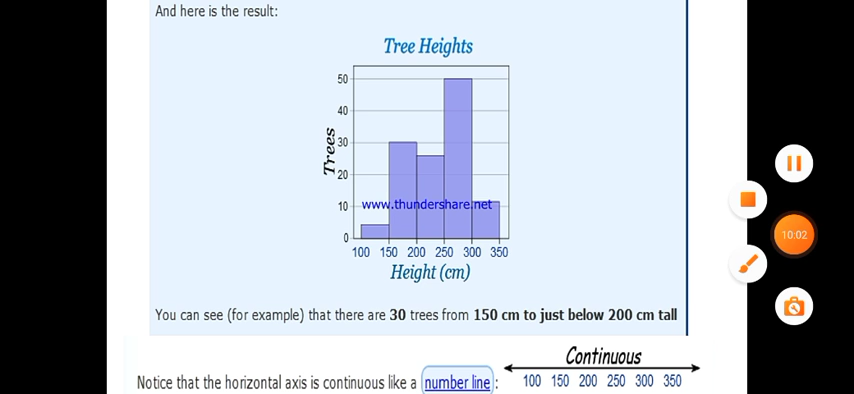 And here is the result:
Tree Heights
50
40
30
20
10
0
Trees
www.thundershare.net
100 150 200 250 300 350
Height (cm)
You can see (for example) that there are 30 trees from 150 cm to just below 200 cm tall
Continuous
Notice that the horizontal axis is continuous like a number line:
100 150 200 250 300 350
10:02